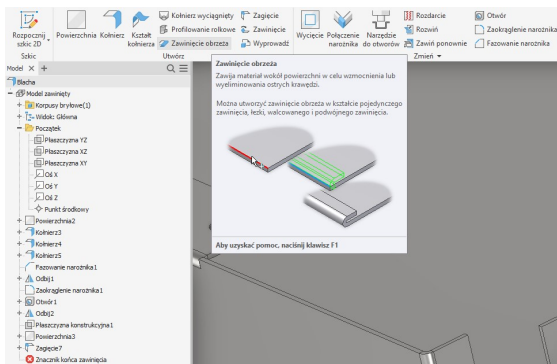 Rozpocznij szkic 2D
Powierzchnia
Kołnierz
Kształt kołnierza
Kołnierz wyciągnięty
Profilowanie rolkowe
Zawinięcie obrzeża
Zagięcie
Zawinięcie
Wyprowadź
Wycięcie
Połączenie narożnika
Narzędzie do otworów
Rozdarcie
Rozwiń
Zawiń ponownie
Otwór
Zaokrąglenie narożnika
Fazowanie narożnika
Szkic
Utwórz
Zmień
Model
Blacha
Model zawinięty
Korpusy bryłowe(1)
Widok: Główna
Początek
Płaszczyzna YZ
Płaszczyzna XZ
Płaszczyzna XY
Oś X
Oś Y
Oś Z
Punkt środkowy
Powierzchnia2
Kołnierz3
Kołnierz4
Kołnierz5
Fazowanie narożnika1
Odbij1
Zaokrąglenie narożnika1
Otwór1
Odbij2
Płaszczyzna konstrukcyjna1
Powierzchnia3
Zagięcie7
Znacznik końca zawinięcia
Zawinięcie obrzeża
Zawija materiał wokół powierzchni w celu wzmocnienia lub
wyeliminowania ostrych krawędzi.
Można utworzyć zawinięcie obrzeża w kształcie pojedynczego
zawinięcia, łezki, walcowanego i podwójnego zawinięcia.
Aby uzyskać pomoc, naciśnij klawisz F1